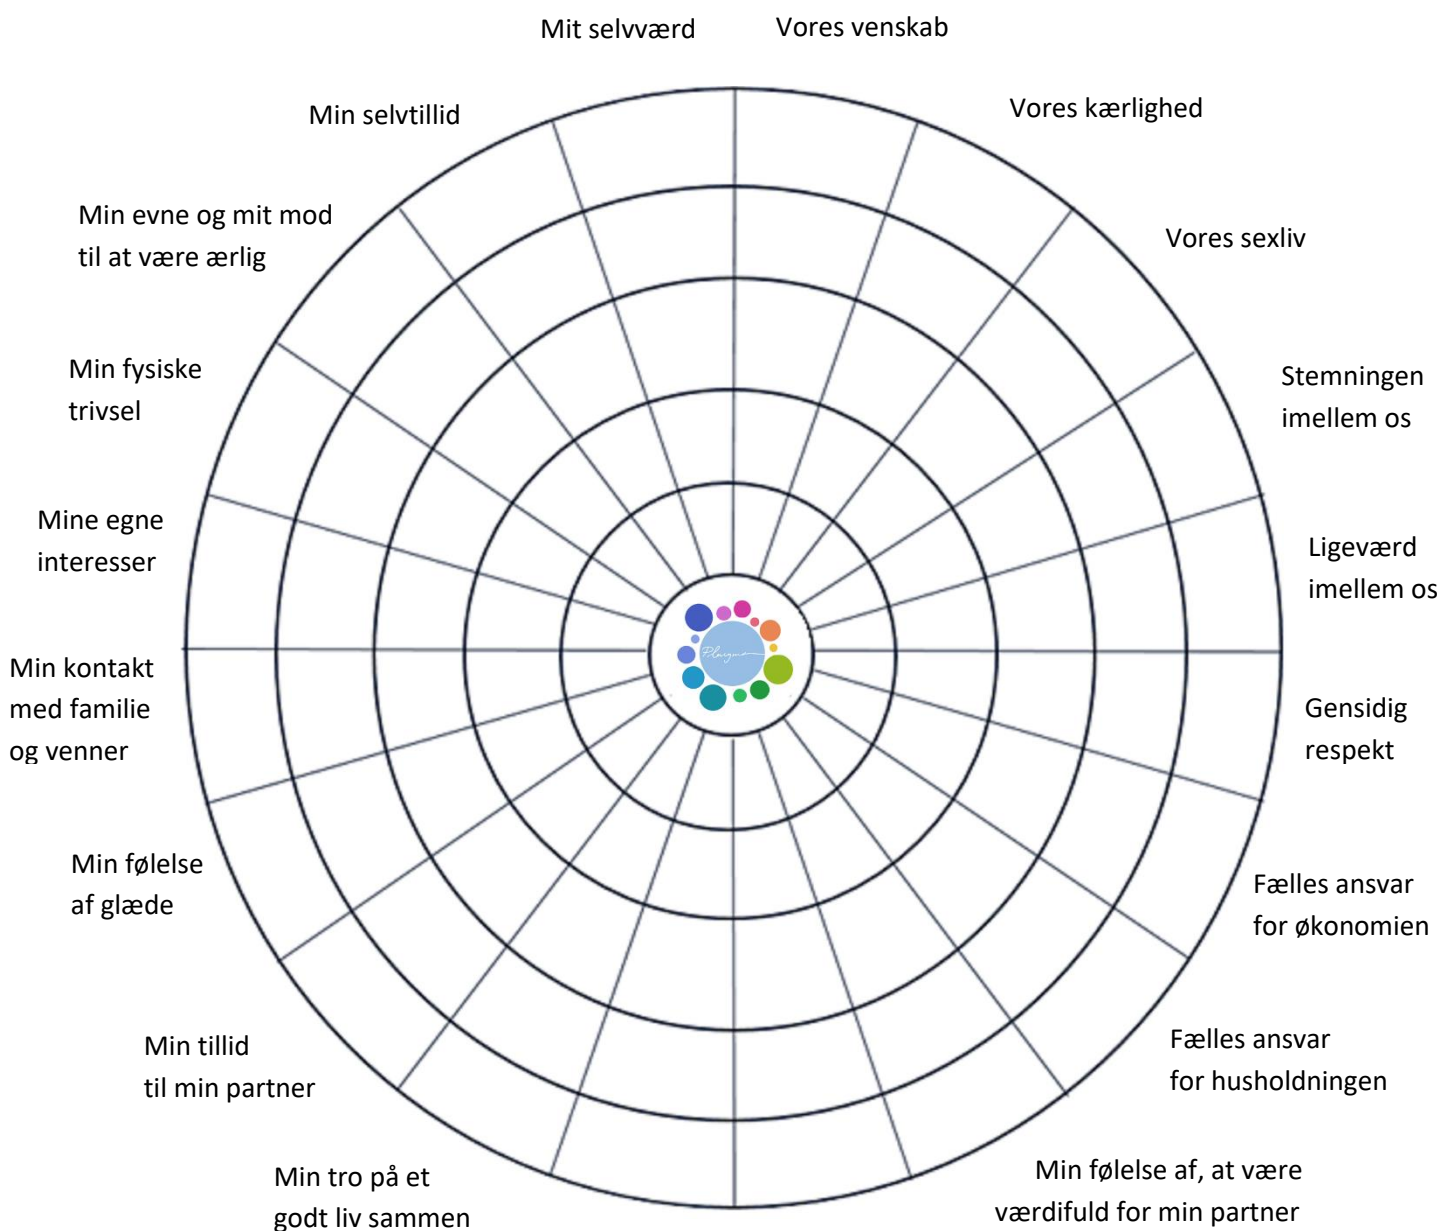 Mit selvværd
Vores venskab
Vores kærlighed
Vores sexliv
Stemningen
imellem os
Ligeværd
imellem os
Gensidig
respekt
Fælles ansvar
for økonomien
Fælles ansvar
for husholdningen
Min følelse af, at være
værdifuld for min partner
Min tro på et
godt liv sammen
Min tillid
til min partner
Min følelse
af glæde
Min kontakt
med familie
og venner
Mine egne
interesser
Min fysiske
trivsel
Min evne og mit mod
til at være ærlig
Min selvtillid